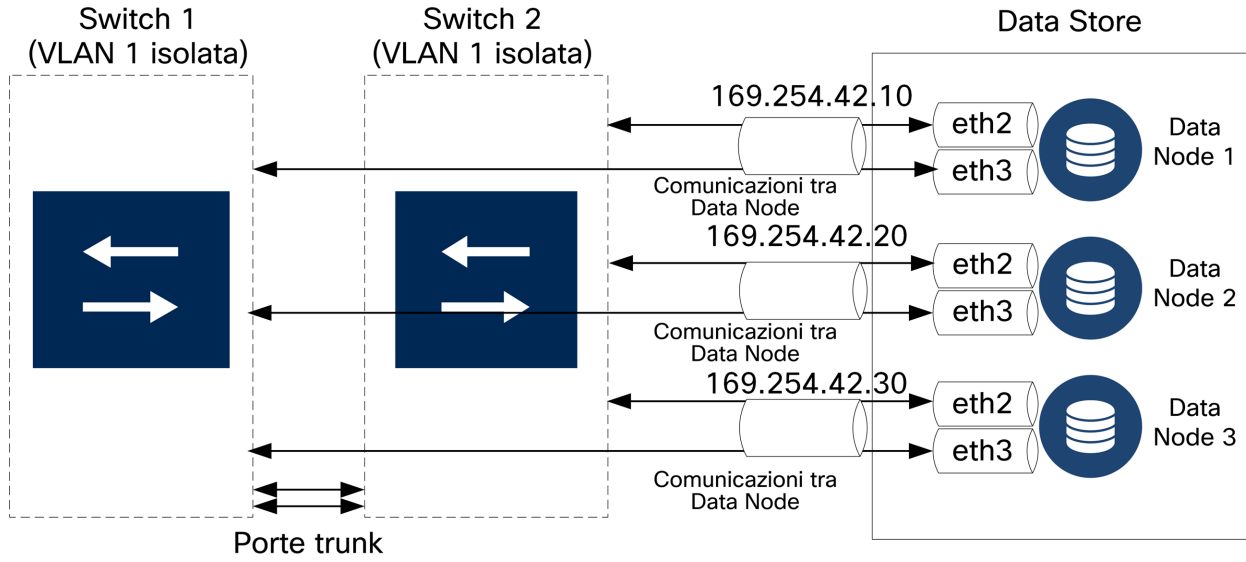 Switch 1
(VLAN 1 isolata)
Switch 2
(VLAN 1 isolata)
Data Store
169.254.42.10
eth2
eth3
Data
Node 1
Comunicazioni tra
Data Node
169.254.42.20
eth2
eth3
Data
Node 2
Comunicazioni tra
Data Node
169.254.42.30
eth2
eth3
Data
Node 3
Comunicazioni tra
Data Node
Porte trunk